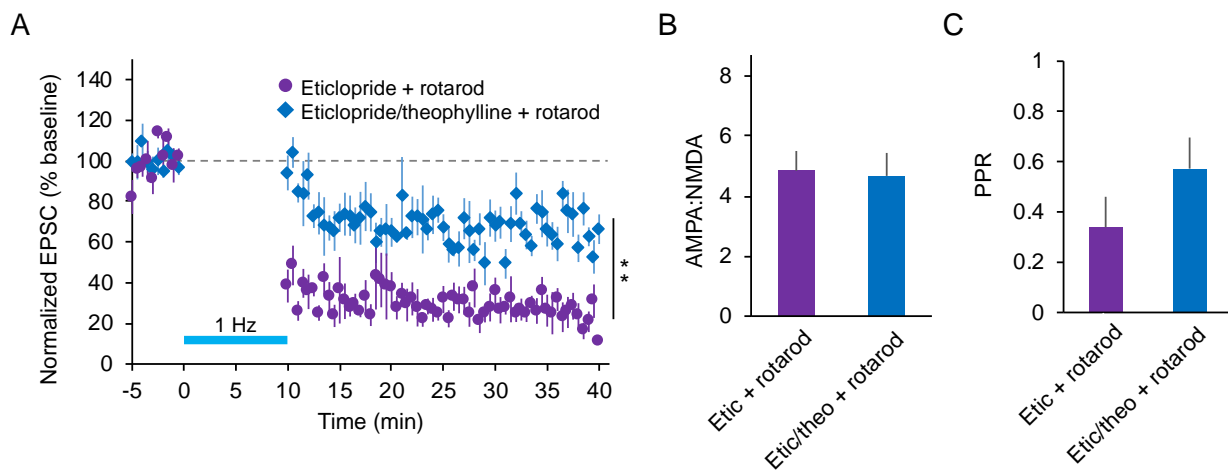 A
Normalized EPSC (% baseline)
140
120
100
80
60
40
20
0
Eticlopride + rotarod
Eticlopride/theophylline + rotarod
**
1 Hz
-5 0 5 10 15 20 25 30 35 40
Time (min)
B
AMPA:NMDA
8
6
4
2
0
Etic + rotarod
Etic/theo + rotarod
C
PPR
1
0.8
0.6
0.4
0.2
0
Etic + rotarod
Etic/theo + rotarod